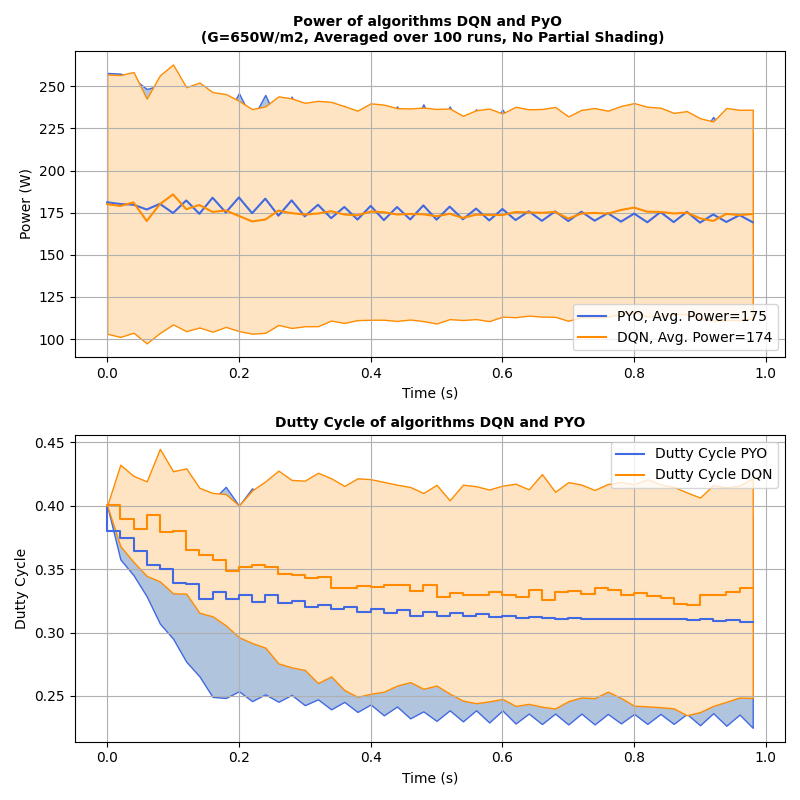 Power of algorithms DQN and PyO
(G=650W/m2, Averaged over 100 runs, No Partial Shading)
250
225
200
175
150
125
100
Power (W)
PYO, Avg. Power=175
DQN, Avg. Power=174
0.0 0.2 0.4 0.6 0.8 1.0
Time (s)
Dutty Cycle of algorithms DQN and PYO
0.45
0.40
0.35
0.30
0.25
Dutty Cycle
Dutty Cycle PYO
Dutty Cycle DQN
0.0 0.2 0.4 0.6 0.8 1.0
Time (s)